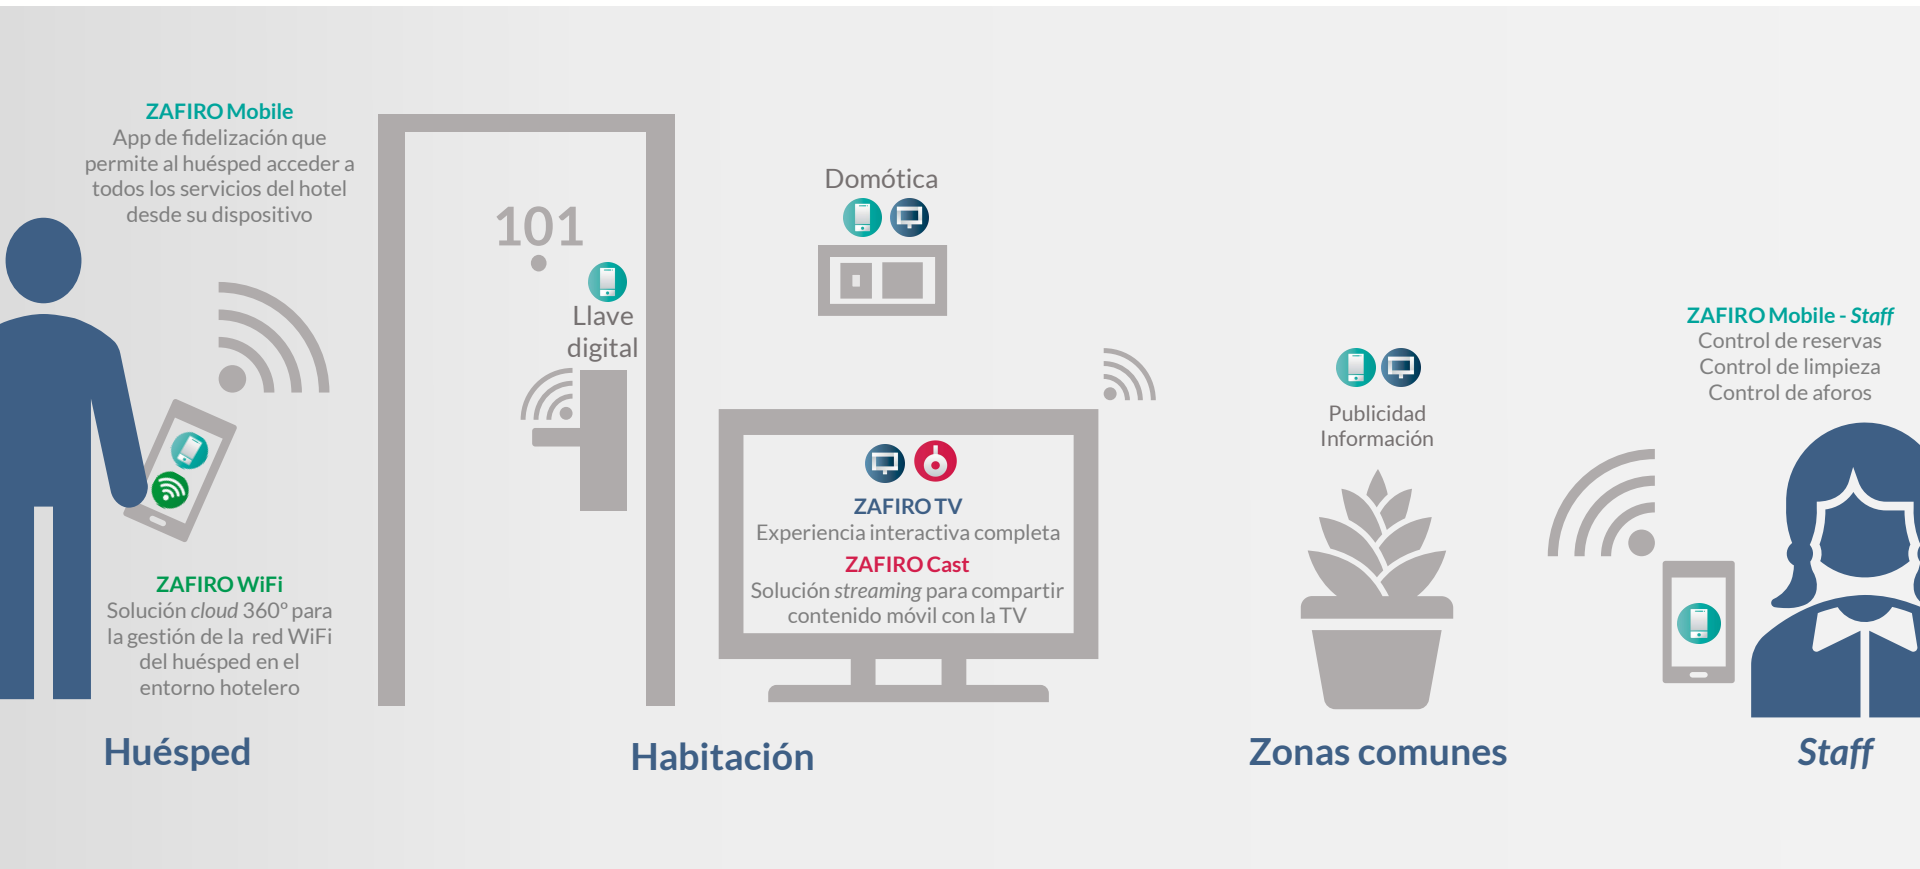 ZAFIRO Mobile
App de fidelización que
permite al huésped acceder a
todos los servicios del hotel
desde su dispositivo
ZAFIRO WiFi
Solución cloud 360º para
la gestión de la red WiFi
del huésped en el
entorno hotelero
Huésped
101
Llave
digital
Domótica
ZAFIRO TV
Experiencia interactiva completa
ZAFIRO Cast
Solución streaming para compartir
contenido móvil con la TV
Habitación
Publicidad
Información
Zonas comunes
ZAFIRO Mobile - Staff
Control de reservas
Control de limpieza
Control de aforos
Staff